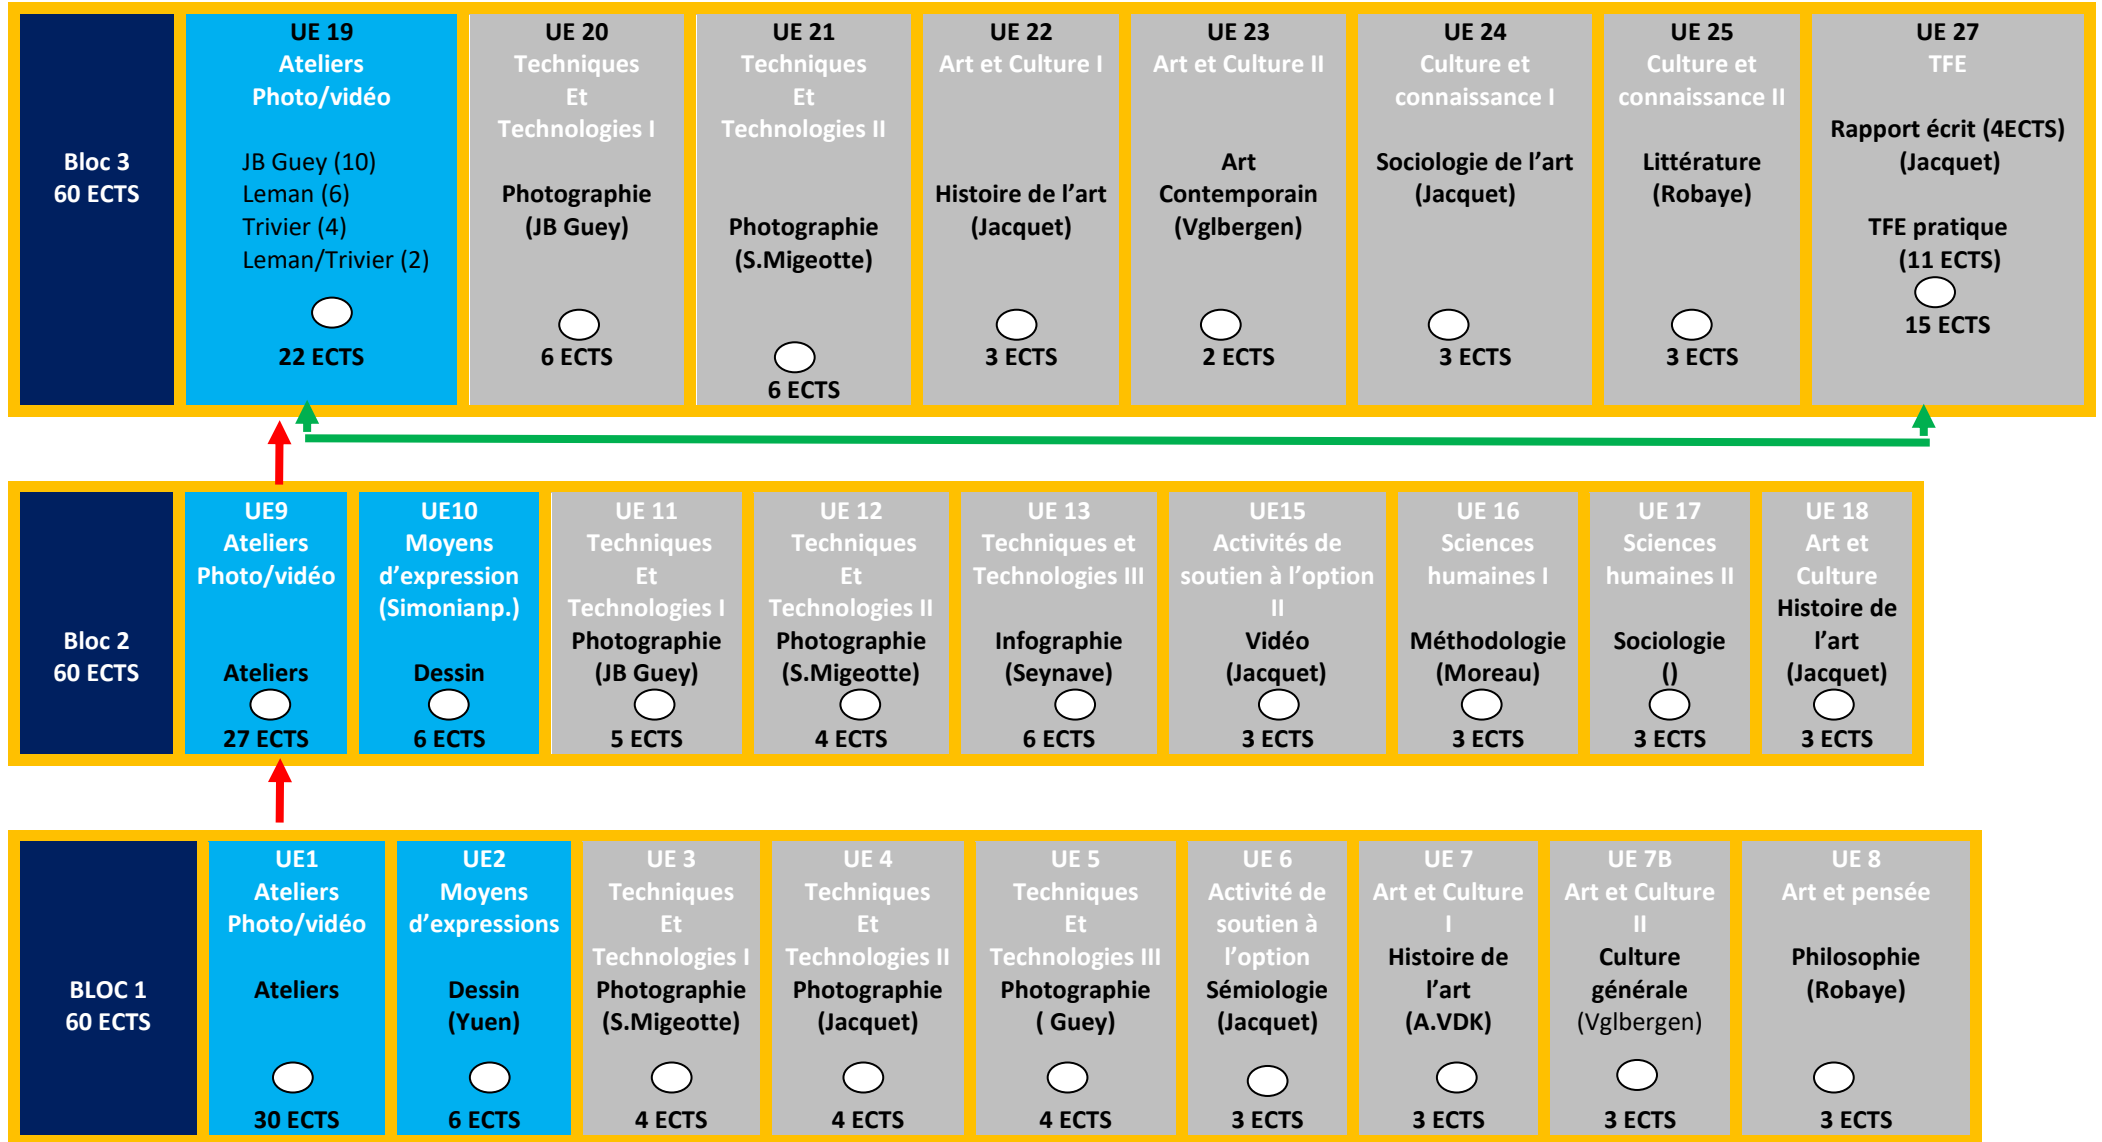 Bloc 3
60 ECTS
UE 19
Ateliers
Photo/vidéo
JB Guey (10)
Leman (6)
Trivier (4)
Leman/Trivier (2)
22 ECTS
UE 20
Techniques
Et
Technologies I
Photographie
(JB Guey)
6 ECTS
UE 21
Techniques
Et
Technologies II
Photographie
(S.Migeotte)
6 ECTS
UE 22
Art et Culture I
Histoire de l’art
(Jacquet)
3 ECTS
UE 23
Art et Culture II
Art
Contemporain
(Vglbergen)
2 ECTS
UE 24
Culture et
connaissance I
Sociologie de l’art
(Jacquet)
3 ECTS
UE 25
Culture et
connaissance II
Littérature
(Robaye)
3 ECTS
UE 27
TFE
Rapport écrit (4ECTS)
(Jacquet)
TFE pratique
(11 ECTS)
15 ECTS
Bloc 2
60 ECTS
UE9
Ateliers
Photo/vidéo
Ateliers
27 ECTS
UE10
Moyens
d’expression
(Simonianp.)
Dessin
6 ECTS
UE 11
Techniques
Et
Technologies I
Photographie
(JB Guey)
5 ECTS
UE 12
Techniques
Et
Technologies II
Photographie
(S.Migeotte)
4 ECTS
UE 13
Techniques et
Technologies III
Infographie
(Seynave)
6 ECTS
UE15
Activités de
soutien à l’option
II
Vidéo
(Jacquet)
3 ECTS
UE 16
Sciences
humaines I
Méthodologie
(Moreau)
3 ECTS
UE 17
Sciences
humaines II
Sociologie
()
3 ECTS
UE 18
Art et
Culture
Histoire de
l’art
(Jacquet)
3 ECTS
BLOC 1
60 ECTS
UE1
Ateliers
Photo/vidéo
Ateliers
30 ECTS
UE2
Moyens
d’expressions
Dessin
(Yuen)
6 ECTS
UE 3
Techniques
Et
Technologies I
Photographie
(S.Migeotte)
4 ECTS
UE 4
Techniques
Et
Technologies II
Photographie
(Jacquet)
4 ECTS
UE 5
Techniques
Et
Technologies III
Photographie
( Guey)
4 ECTS
UE 6
Activité de
soutien à
l’option
Sémiologie
(Jacquet)
3 ECTS
UE 7
Art et Culture
I
Histoire de
l’art
(A.VDK)
3 ECTS
UE 7B
Art et Culture
II
Culture
générale
(Vglbergen)
3 ECTS
UE 8
Art et pensée
Philosophie
(Robaye)
3 ECTS